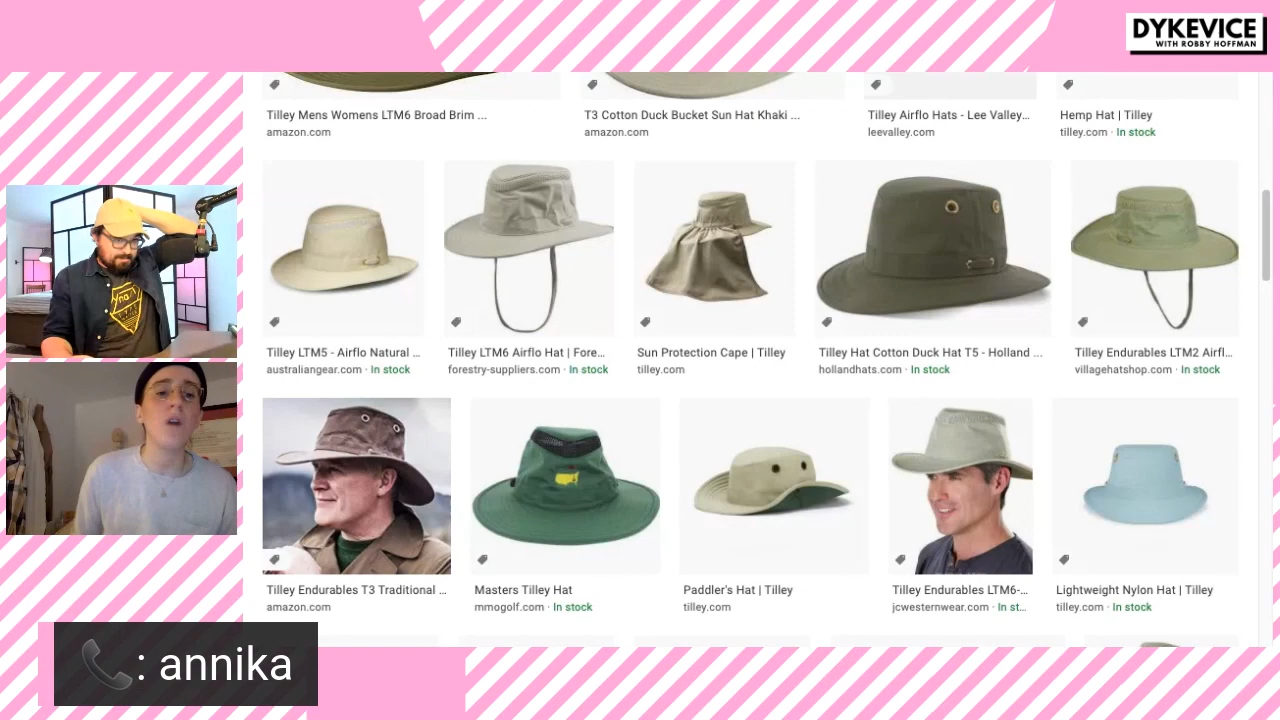 DYKEVICE
WITH ROBBY HOFFMAN
Tilley Mens Womens LTM6 Broad Brim ...
amazon.com
T3 Cotton Duck Bucket Sun Hat Khaki ...
amazon.com
Tilley Airflo Hats - Lee Valley...
leevalley.com
Hemp Hat | Tilley
tilley.com · In stock
Tilley LTM5 - Airflo Natural ...
australiangear.com · In stock
Tilley LTM6 Airflo Hat | Fore...
forestry-suppliers.com · In stock
Sun Protection Cape | Tilley
tilley.com
Tilley Hat Cotton Duck Hat T5 - Holland ...
hollandhats.com · In stock
Tilley Endurables LTM2 Airfl...
villagehatshop.com · In stock
Tilley Endurables T3 Traditional ...
amazon.com
Masters Tilley Hat
mmogolf.com · In stock
Paddler's Hat | Tilley
tilley.com
Tilley Endurables LTM6-...
jcwesternwear.com · In st...
Lightweight Nylon Hat | Tilley
tilley.com · In stock
: annika